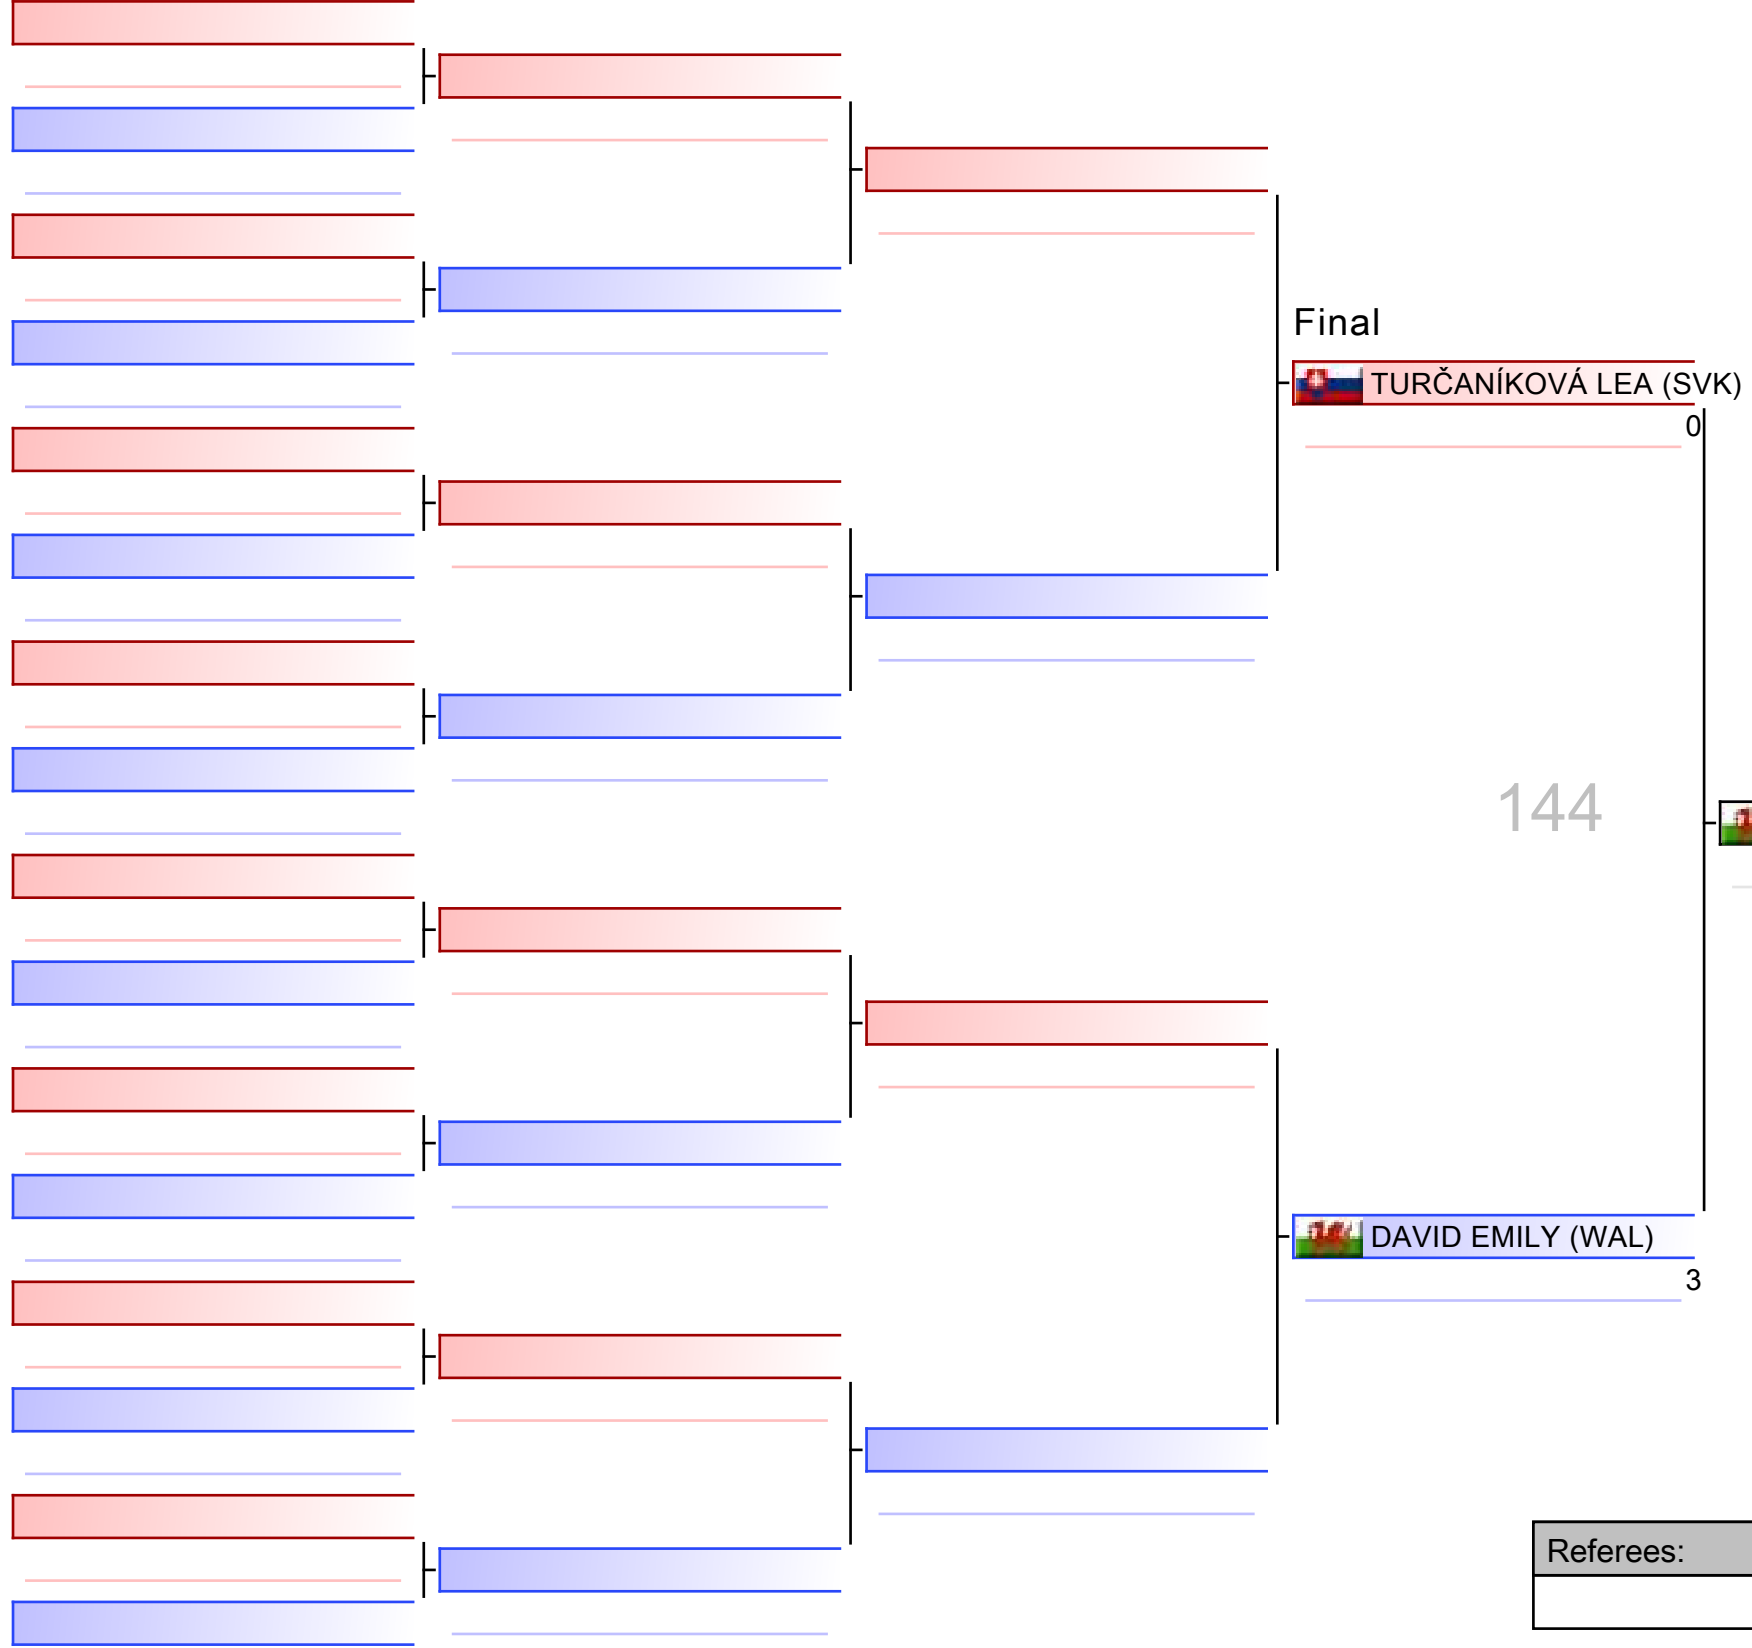 Final
TURČANÍKOVÁ LEA (SVK)
0
144
DAVID EMILY (WAL)
3
Referees: